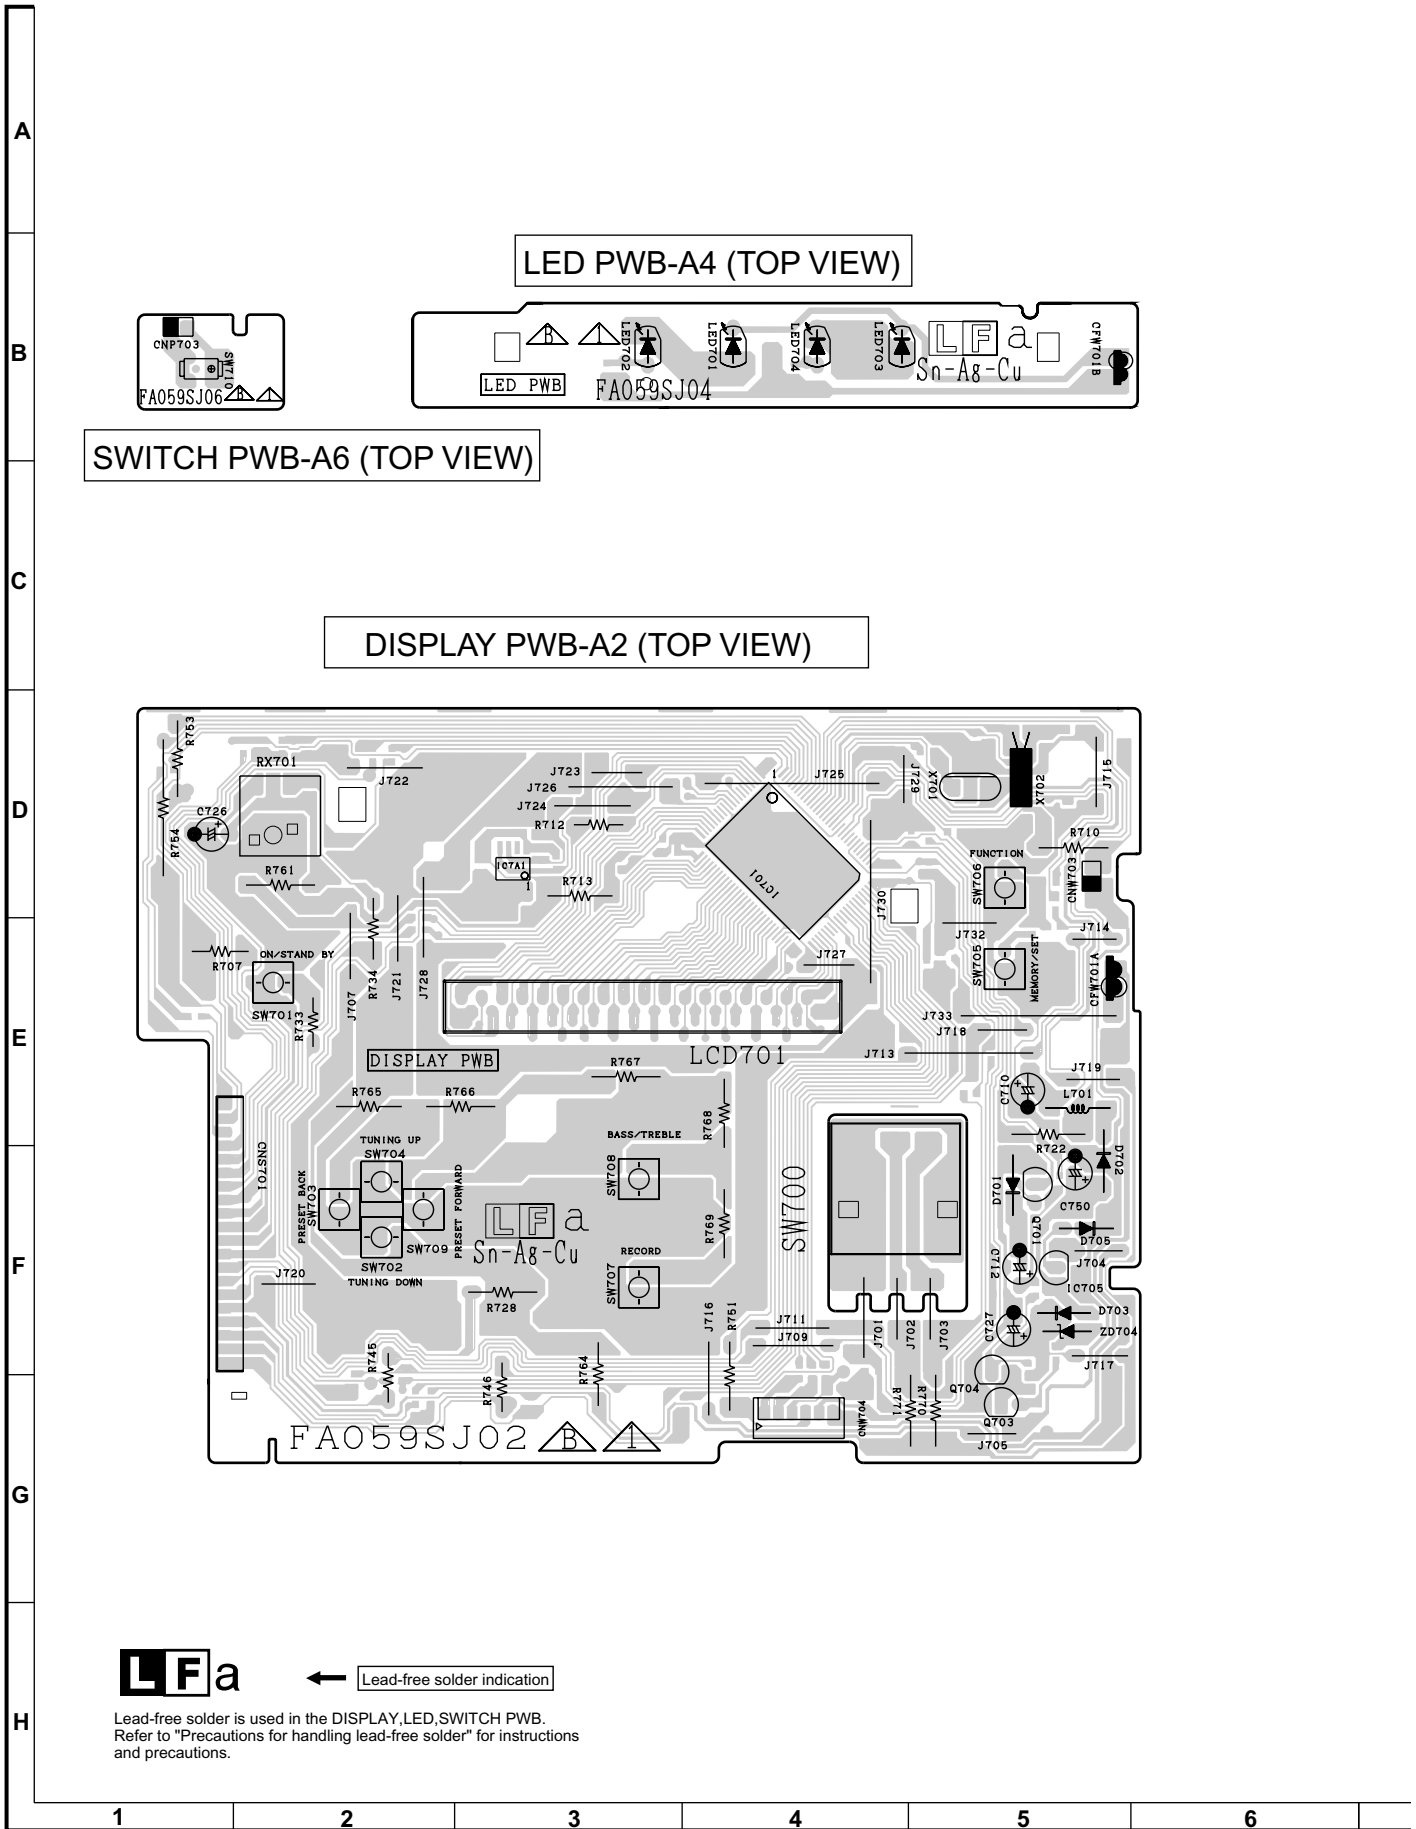 A
LED PWB-A4 (TOP VIEW)
B
CNP703
SW710
FA059SJ06 B 1
B 1
LED702
LED701
LED704
LED703
LF a
Sn-Ag-Cu
CFW701B
LED PWB
FA059SJ04
SWITCH PWB-A6 (TOP VIEW)
C
DISPLAY PWB-A2 (TOP VIEW)
D
R753
RX701
J722
J723
J726
J724
R712
1
J725
J729
X701
X702
J715
R754
C726
R761
IC7A1
1
R713
IC701
J730
FUNCTION
SW706
R710
CNW703
E
R707
ON/STAND BY
SW701
R733
J707
R734
J721
J728
J727
J732
SW705
MEMORY/SET
J714
CFW701A
J733
J718
J713
DISPLAY PWB
LCD701
R767
R765
R766
R768
C710
J719
L701
R722
F
CNS701
TUNING UP
SW704
PRESET BACK
SW703
SW709
PRESET FORWARD
SW702
TUNING DOWN
BASS/TREBLE
SW708
R769
SW700
D701
D702
C750
Q701
D705
J704
C712
IC705
LF a
Sn-Ag-Cu
RECORD
SW707
J720
R728
J716
R751
J711
J709
J701
J702
J703
C727
D703
ZD704
J717
R745
R746
R764
G
FA059SJ02 B 1
CNW704
R771
R770
Q704
Q703
J705
H
LF a
Lead-free solder indication
Lead-free solder is used in the DISPLAY,LED,SWITCH PWB.
Refer to "Precautions for handling lead-free solder" for instructions
and precautions.
1 2 3 4 5 6